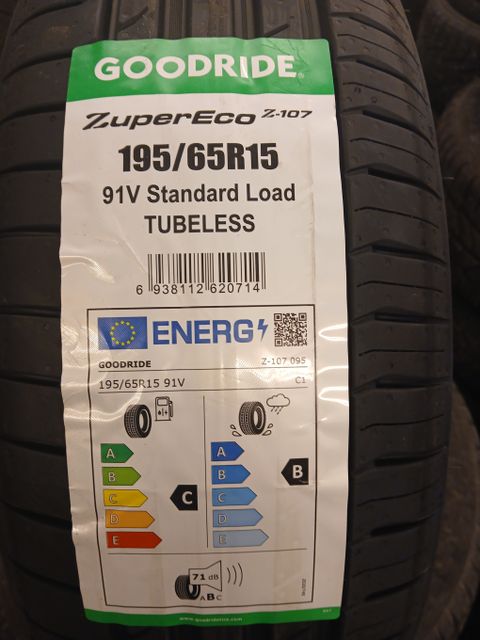 GOODRIDE®
ZuperEco Z-107
195/65R15
91V Standard Load
TUBELESS
6 938112 620714
ENERG
GOODRIDE Z-107 095
195/65R15 91V C1
A A
B B B
C C C
D D
E E
71 dB
ABC
www.goodridetire.com